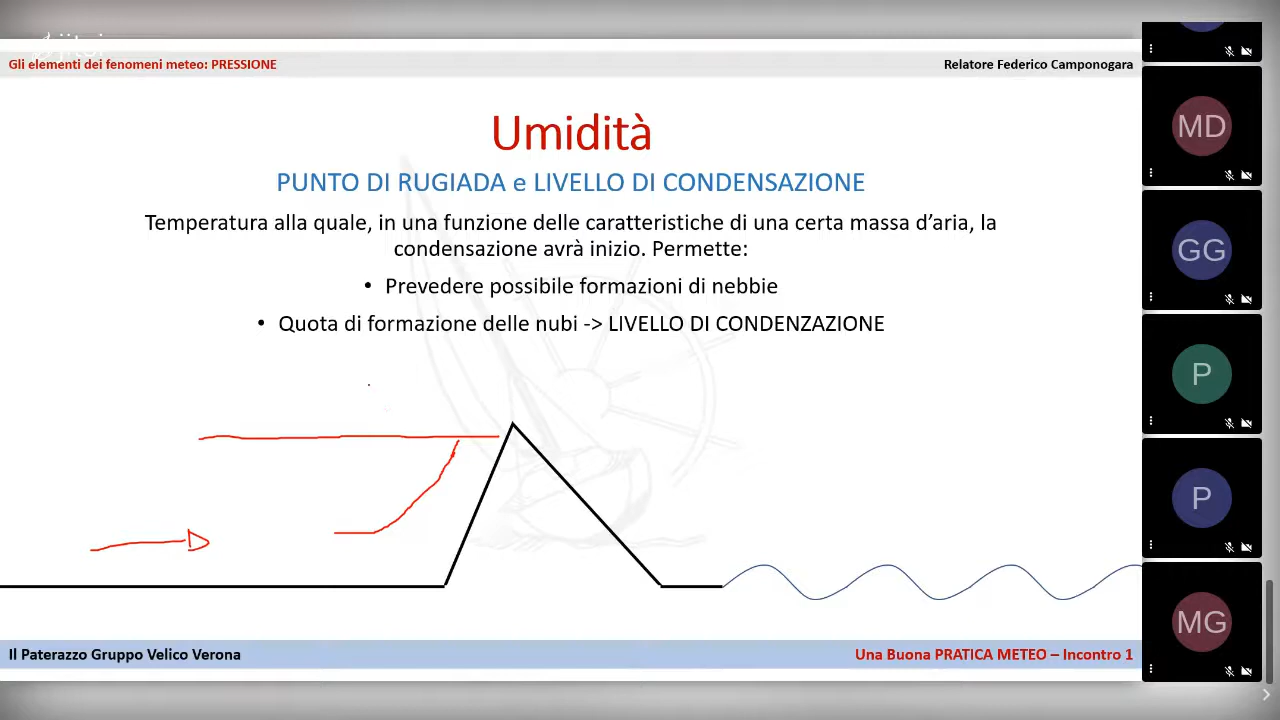 Gli elementi dei fenomeni meteo: PRESSIONE
Relatore Federico Camponogara
Umidità
PUNTO DI RUGIADA e LIVELLO DI CONDENSAZIONE
Temperatura alla quale, in una funzione delle caratteristiche di una certa massa d’aria, la
condensazione avrà inizio. Permette:
• Prevedere possibile formazioni di nebbie
• Quota di formazione delle nubi -> LIVELLO DI CONDENZAZIONE
Il Paterazzo Gruppo Velico Verona
Una Buona PRATICA METEO – Incontro 1
MD
GG
P
P
MG